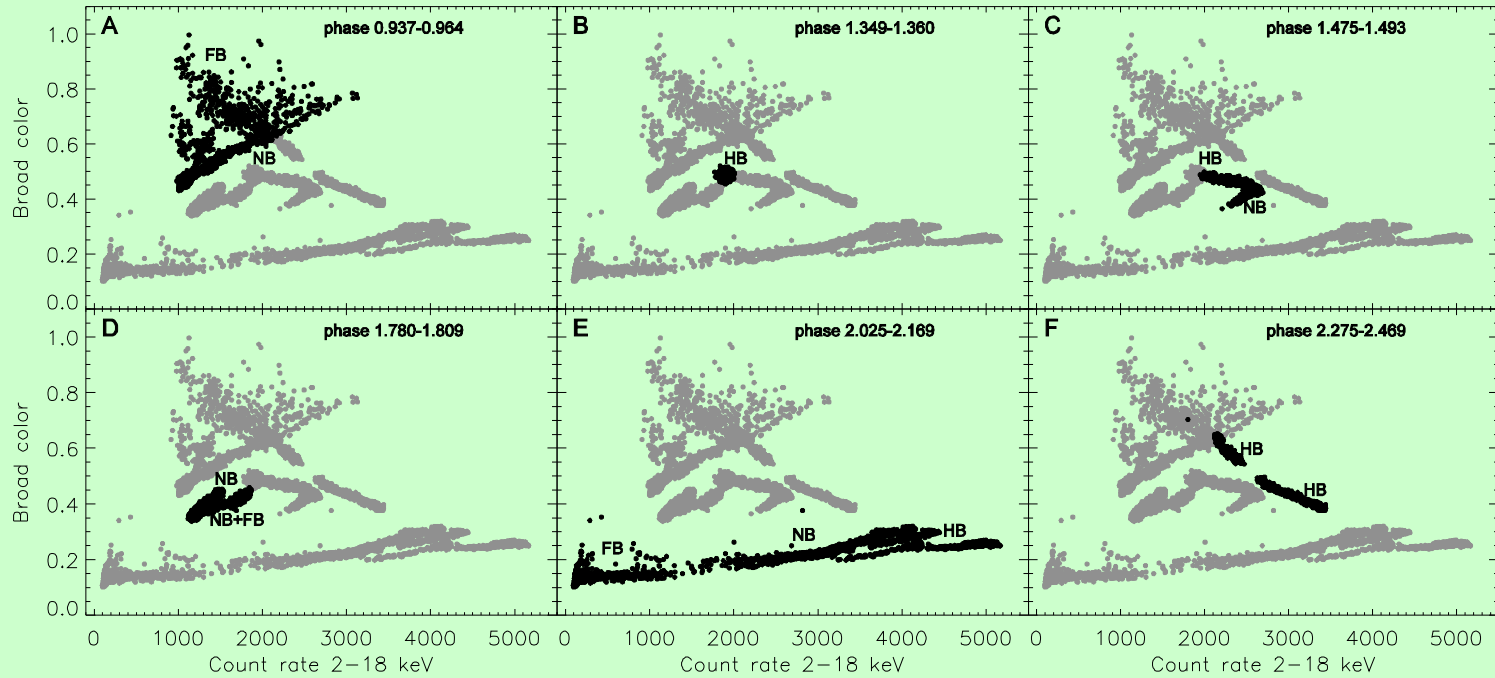 A
phase 0.937-0.964
FB
NB
B
phase 1.349-1.360
HB
C
phase 1.475-1.493
HB
NB
1.0
0.8
0.6
0.4
0.2
0.0
Broad color
D
phase 1.780-1.809
NB
NB+FB
E
phase 2.025-2.169
FB
NB
HB
F
phase 2.275-2.469
HB
HB
1.0
0.8
0.6
0.4
0.2
0.0
Broad color
0 1000 2000 3000 4000 5000
0 1000 2000 3000 4000 5000
0 1000 2000 3000 4000 5000
Count rate 2-18 keV
Count rate 2-18 keV
Count rate 2-18 keV